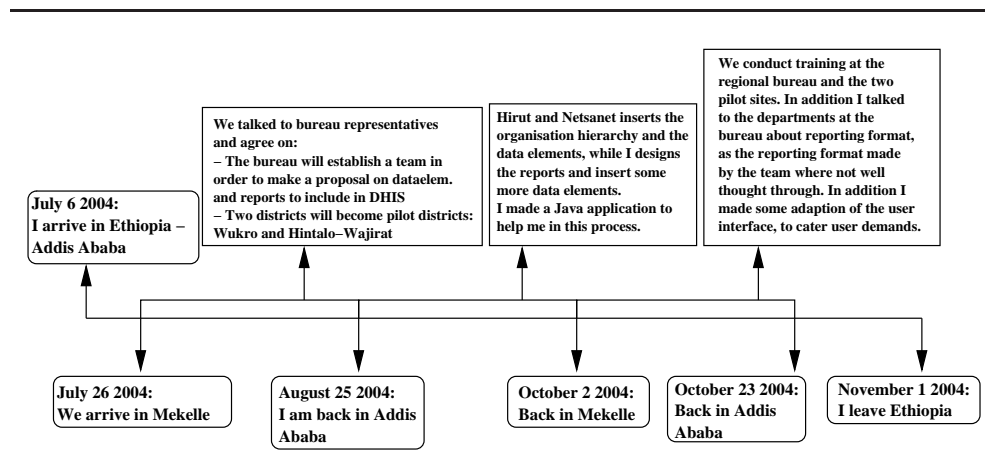 July 6 2004:
I arrive in Ethiopia –
Addis Ababa
We talked to bureau representatives
and agree on:
– The bureau will establish a team in
order to make a proposal on dataelem.
and reports to include in DHIS
– Two districts will become pilot districts:
Wukro and Hintalo–Wajirat
Hirut and Netsanet inserts the
organisation hierarchy and the
data elements, while I designs
the reports and insert some
more data elements.
I made a Java application to
help me in this process.
We conduct training at the
regional bureau and the two
pilot sites. In addition I talked
to the departments at the
bureau about reporting format,
as the reporting format made
by the team where not well
thought through. In addition I
made some adaption of the user
interface, to cater user demands.
July 26 2004:
We arrive in Mekelle
August 25 2004:
I am back in Addis
Ababa
October 2 2004:
Back in Mekelle
October 23 2004:
Back in Addis
Ababa
November 1 2004:
I leave Ethiopia